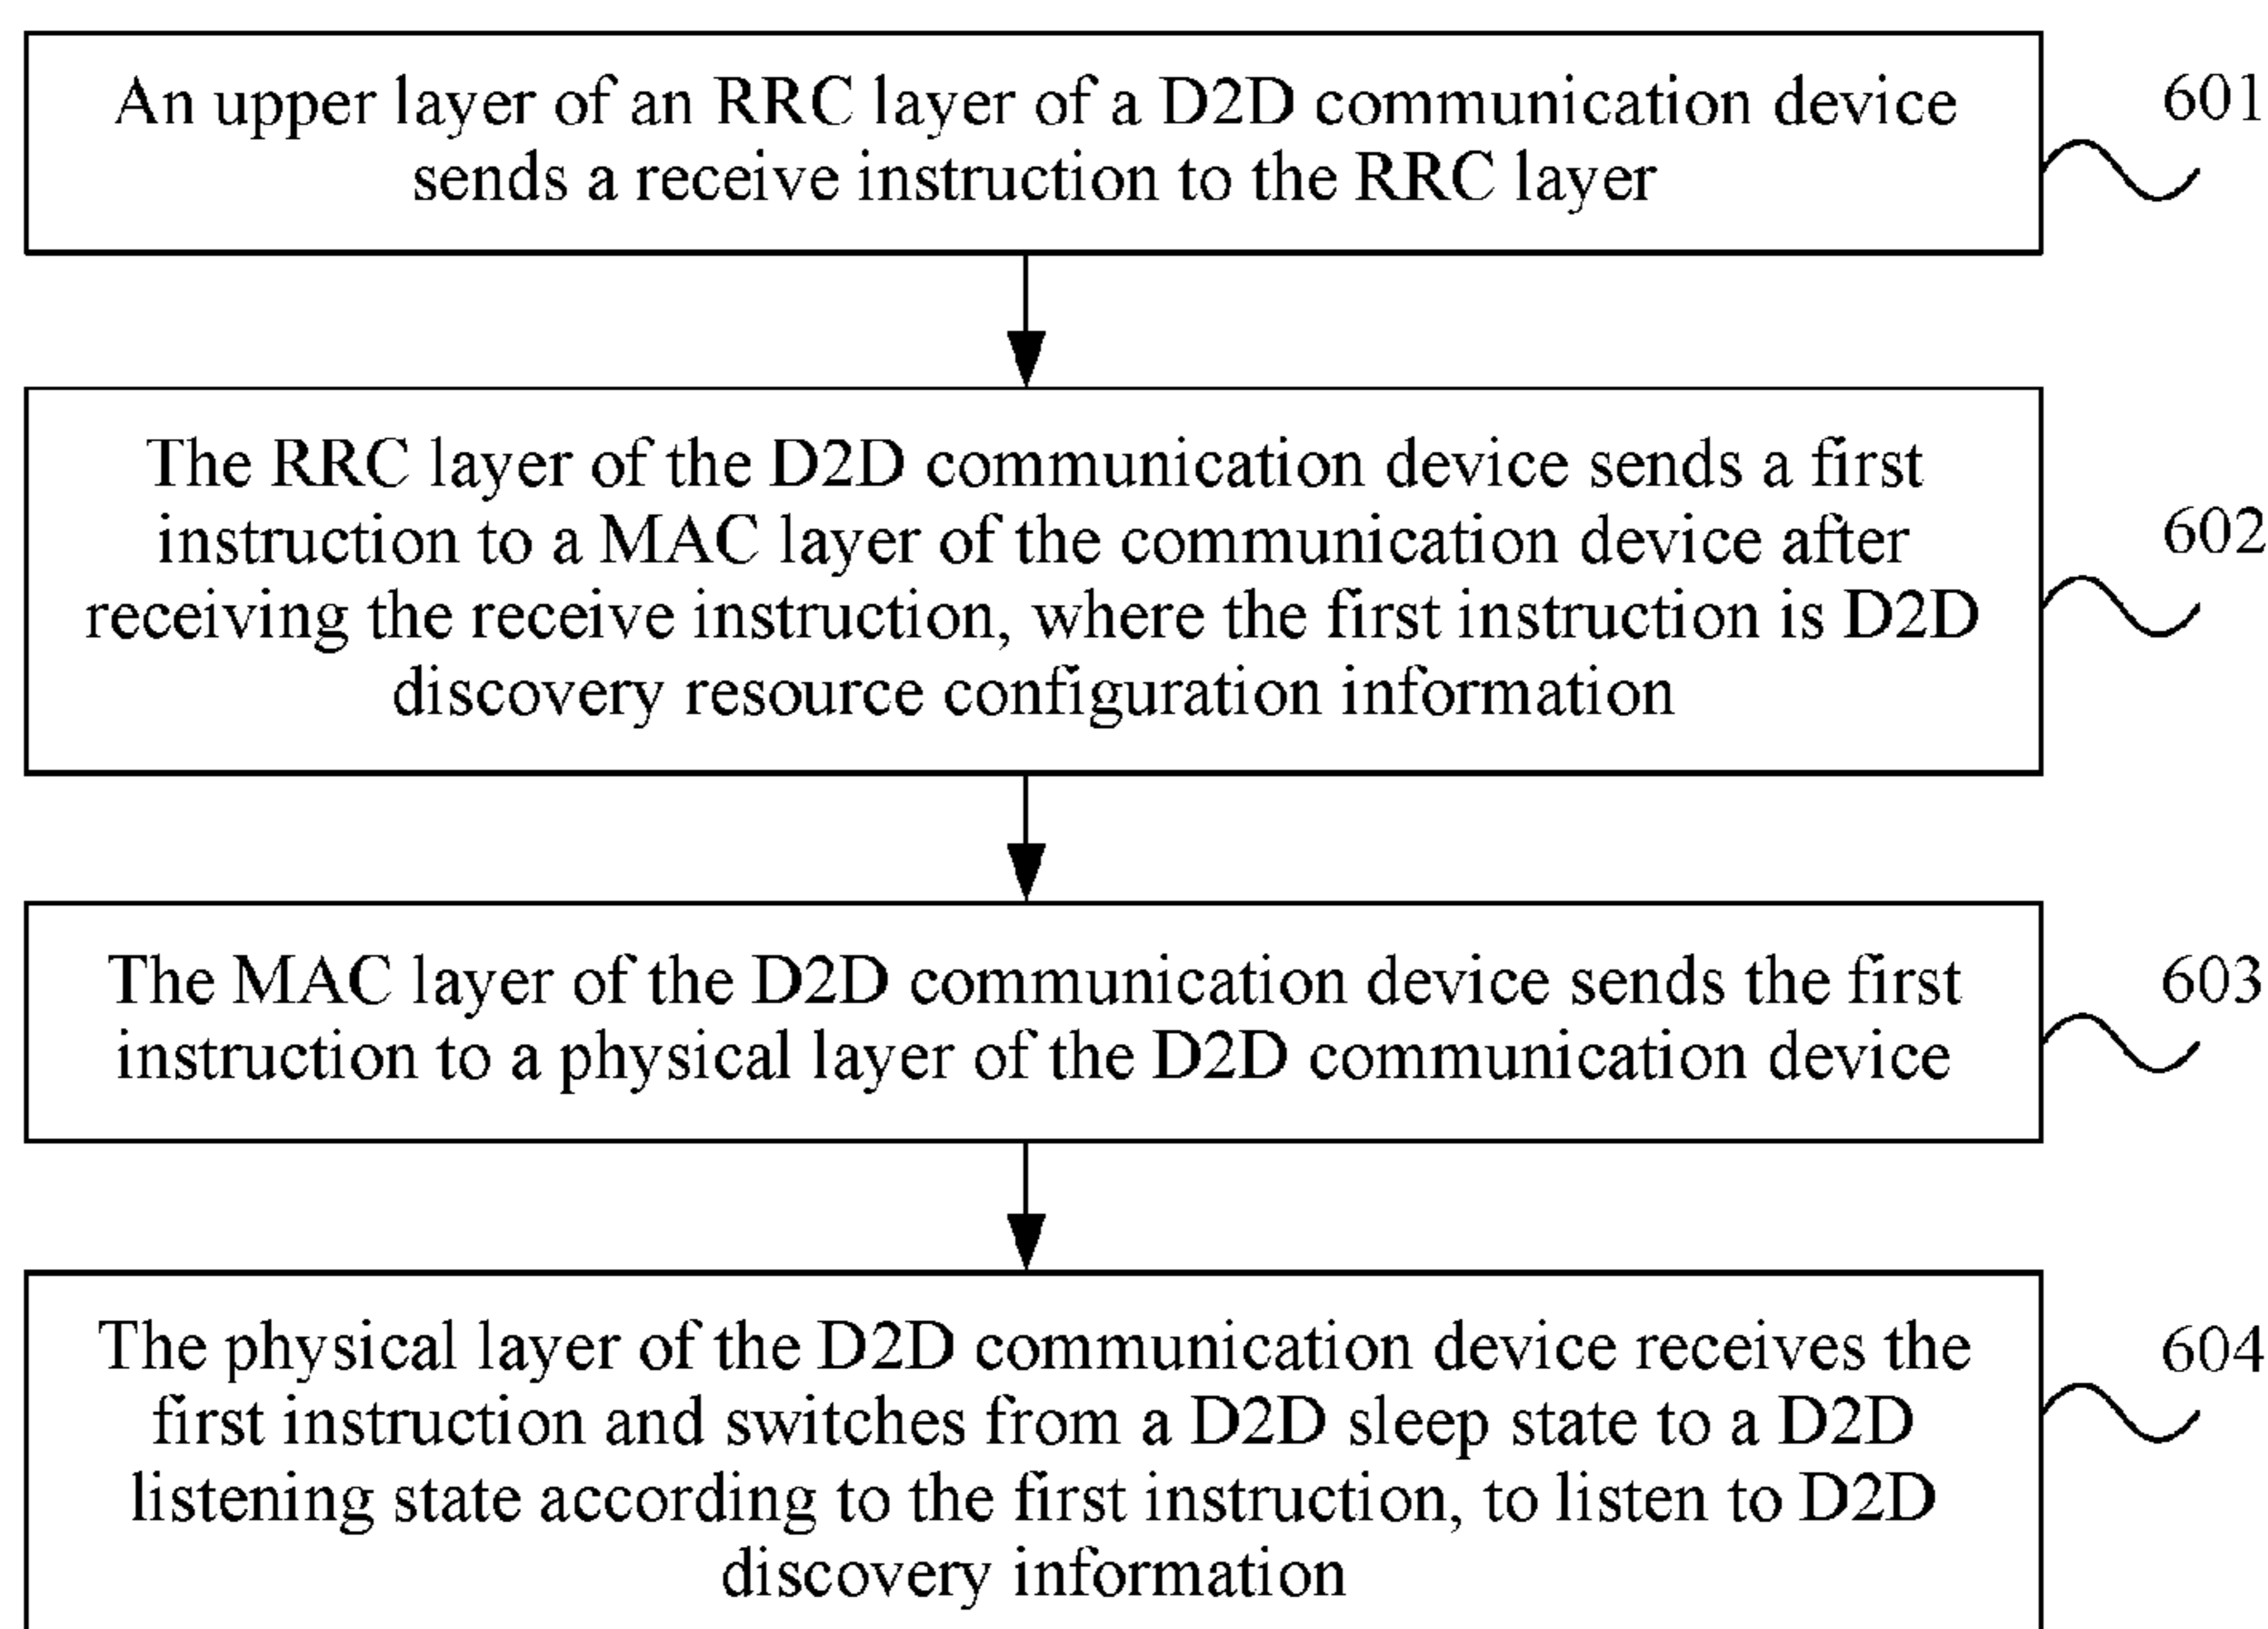 An upper layer of an RRC layer of a D2D communication device
sends a receive instruction to the RRC layer
601
The RRC layer of the D2D communication device sends a first
instruction to a MAC layer of the communication device after
receiving the receive instruction, where the first instruction is D2D
discovery resource configuration information
602
The MAC layer of the D2D communication device sends the first
instruction to a physical layer of the D2D communication device
603
The physical layer of the D2D communication device receives the
first instruction and switches from a D2D sleep state to a D2D
listening state according to the first instruction, to listen to D2D
discovery information
604